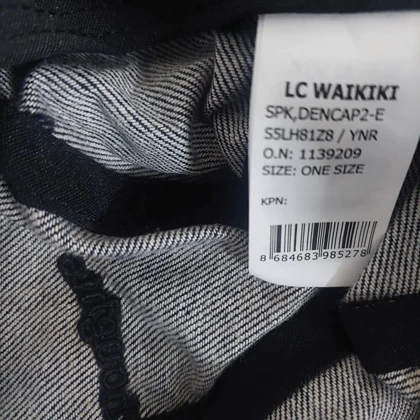 LC WAIKIKI
SPK,DENCAP2-E
S5LH81Z8 / YNR
O.N: 1139209
SIZE: ONE SIZE
KPN:
8 684683 985278